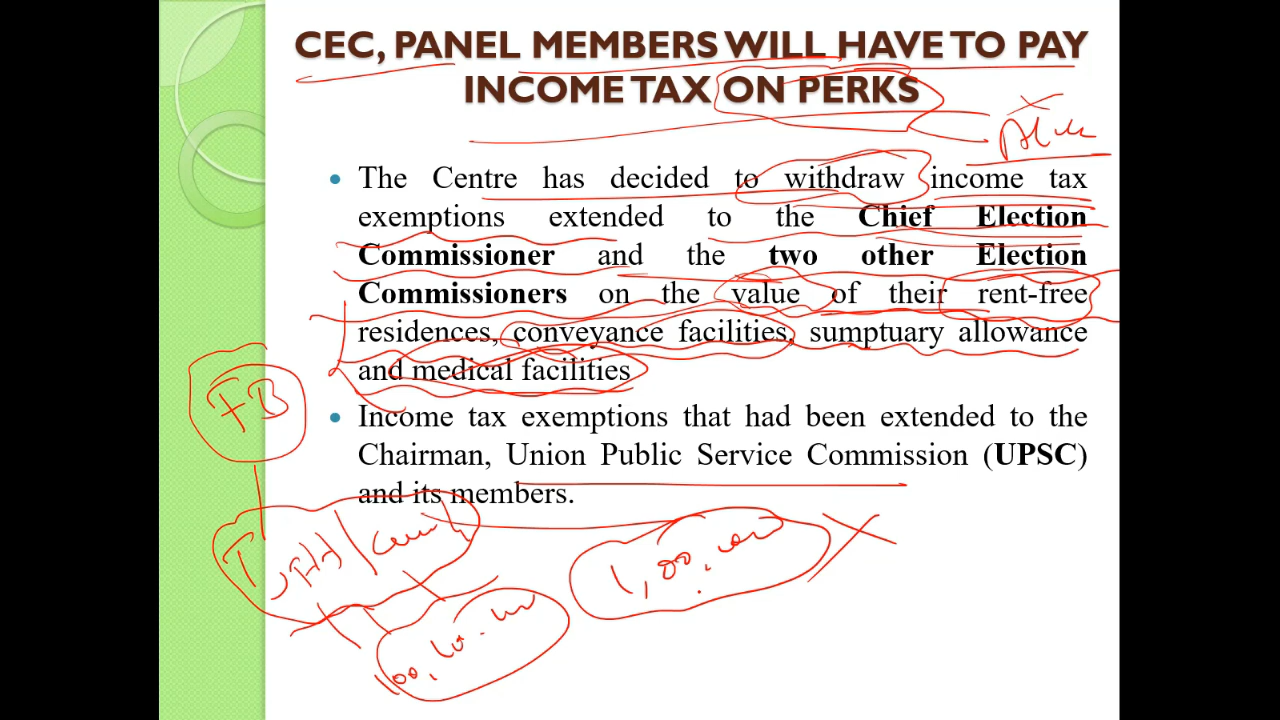 CEC, PANEL MEMBERS WILL HAVE TO PAY
INCOME TAX ON PERKS
• The Centre has decided to withdraw income tax
exemptions extended to the Chief Election
Commissioner and the two other Election
Commissioners on the value of their rent-free
residences, conveyance facilities, sumptuary allowance
and medical facilities
FB
• Income tax exemptions that had been extended to the
Chairman, Union Public Service Commission (UPSC)
and its members.